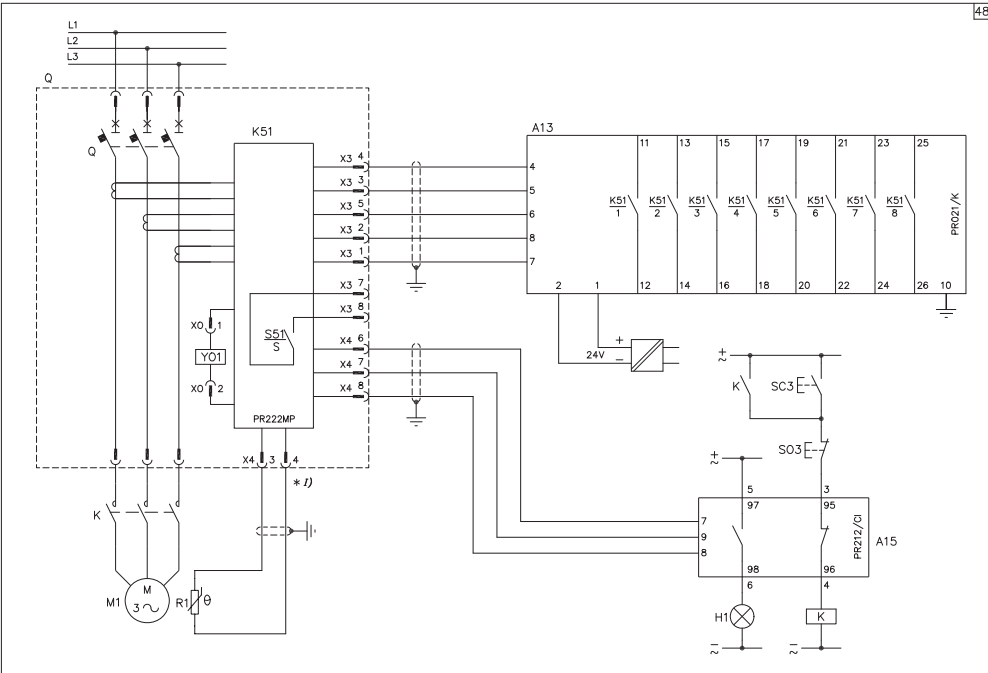 48
L1
L2
L3
Q
Q
K51
A13
X3 4
X3 3
X3 5
X3 2
X3 1
X3 7
X3 8
X4 6
X4 7
X4 8
4
5
6
8
7
11 13 15 17 19 21 23 25
K51 1
K51 2
K51 3
K51 4
K51 5
K51 6
K51 7
K51 8
PR021/K
2 1 12 14 16 18 20 22 24 26 10
24V + −
S51 S
X0 1
Y01
X0 2
PR222MP
X4 3 4
* 1)
K
M1
M
3 ~
R1 θ
K SC3
S03
5 3
97 95
7
9
8
PR212/CI
A15
98 96
6 4
H1 K